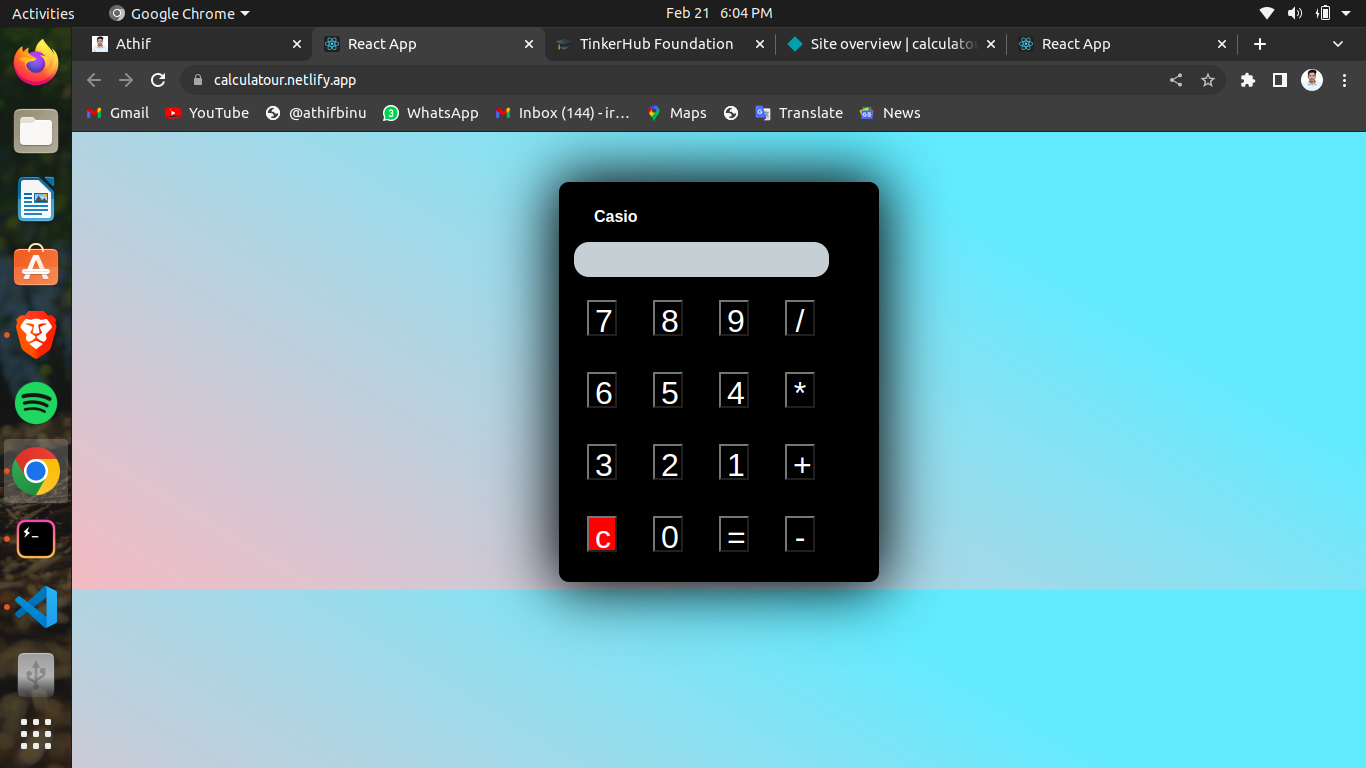 Activities Google Chrome Feb 21 6:04 PM
Athif React App TinkerHub Foundation Site overview | calculatou React App
calculatour.netlify.app
Gmail YouTube @athifbinu 3 WhatsApp Inbox (144) - ir… Maps Translate News
Casio
7 8 9 /
6 5 4 *
3 2 1 +
c 0 = -